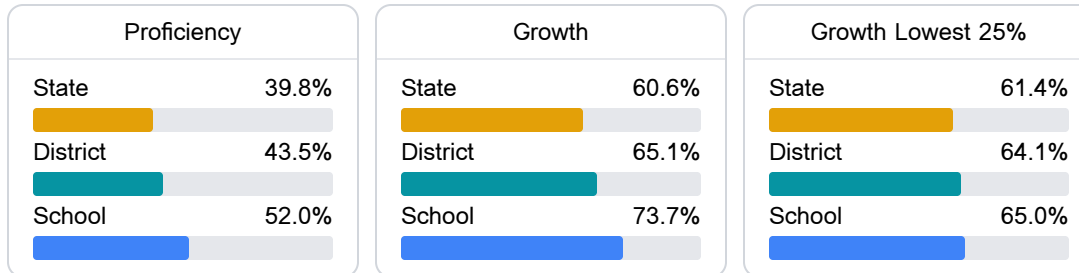 Proficiency
State 39.8%
District 43.5%
School 52.0%
Growth
State 60.6%
District 65.1%
School 73.7%
Growth Lowest 25%
State 61.4%
District 64.1%
School 65.0%